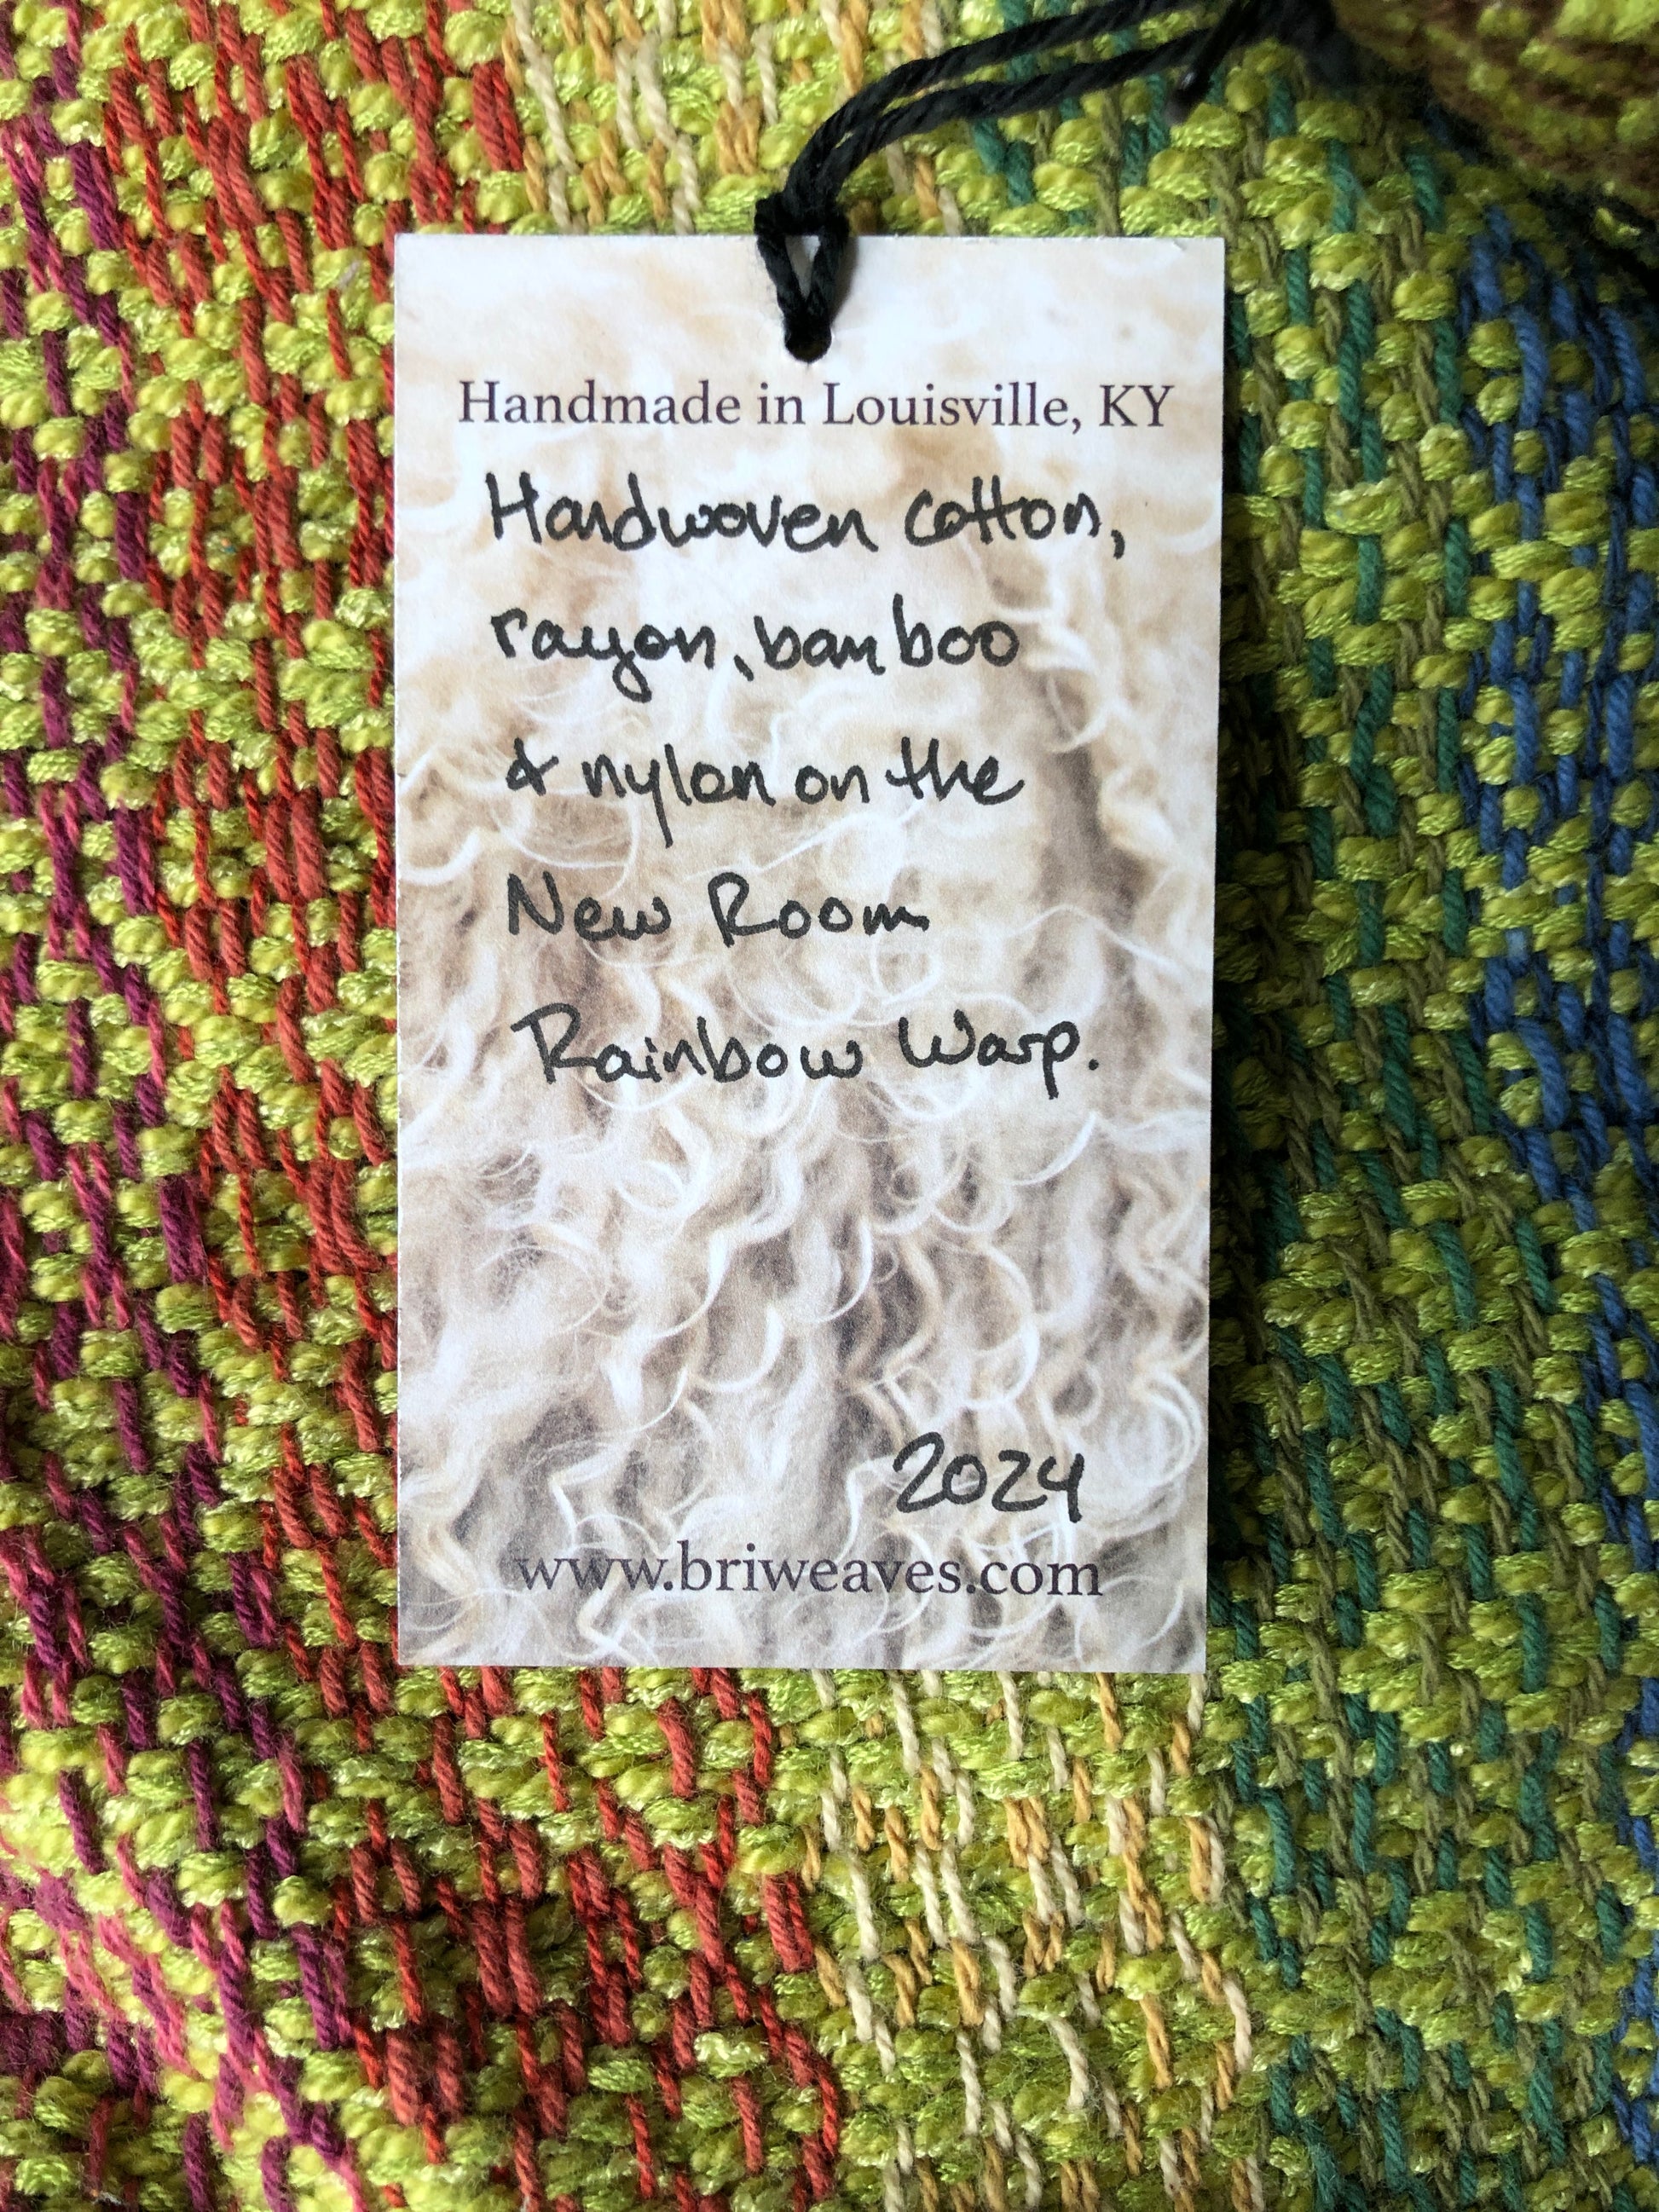 Handmade in Louisville, KY
Handwoven cotton,
rayon, bamboo
& nylon on the
New Room
Rainbow Warp.
2024
www.briweaves.com